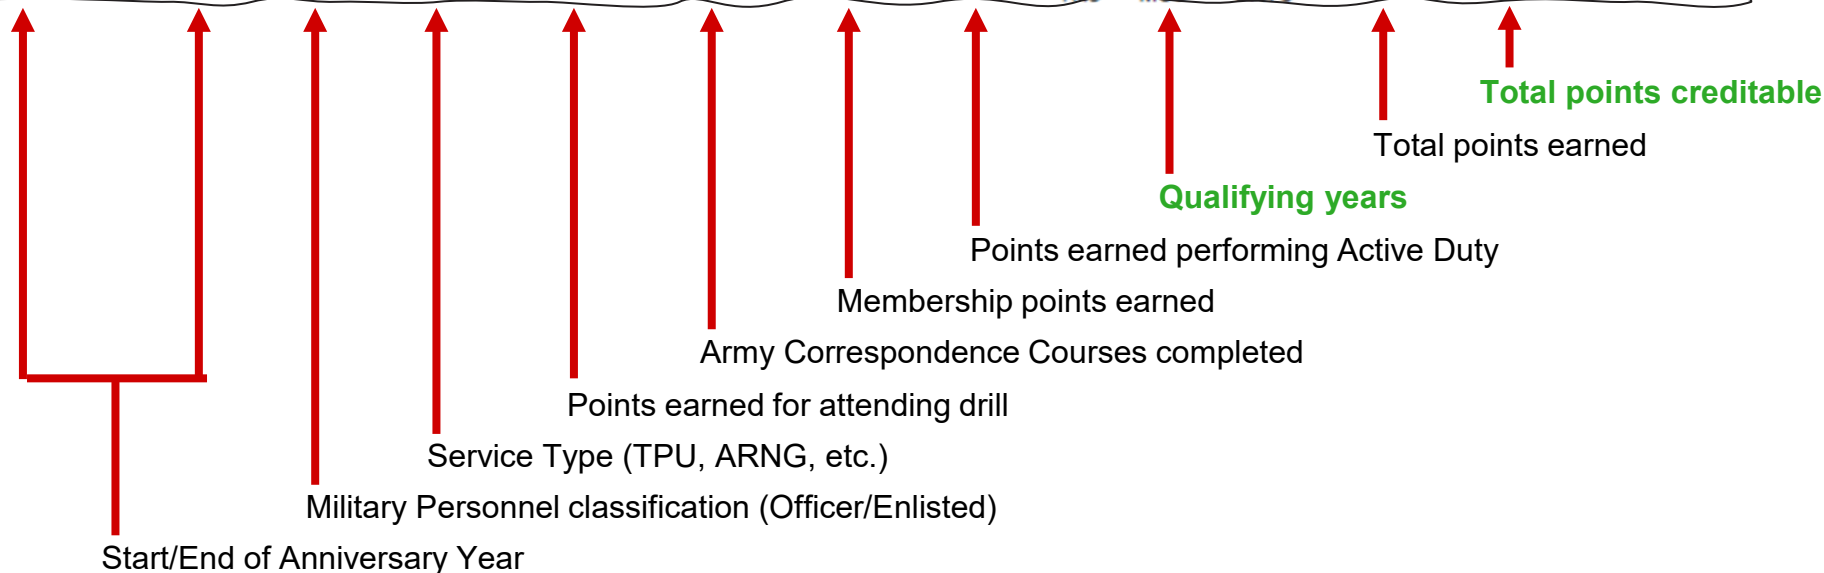 Total points creditable
Total points earned
Qualifying years
Points earned performing Active Duty
Membership points earned
Army Correspondence Courses completed
Points earned for attending drill
Service Type (TPU, ARNG, etc.)
Military Personnel classification (Officer/Enlisted)
Start/End of Anniversary Year